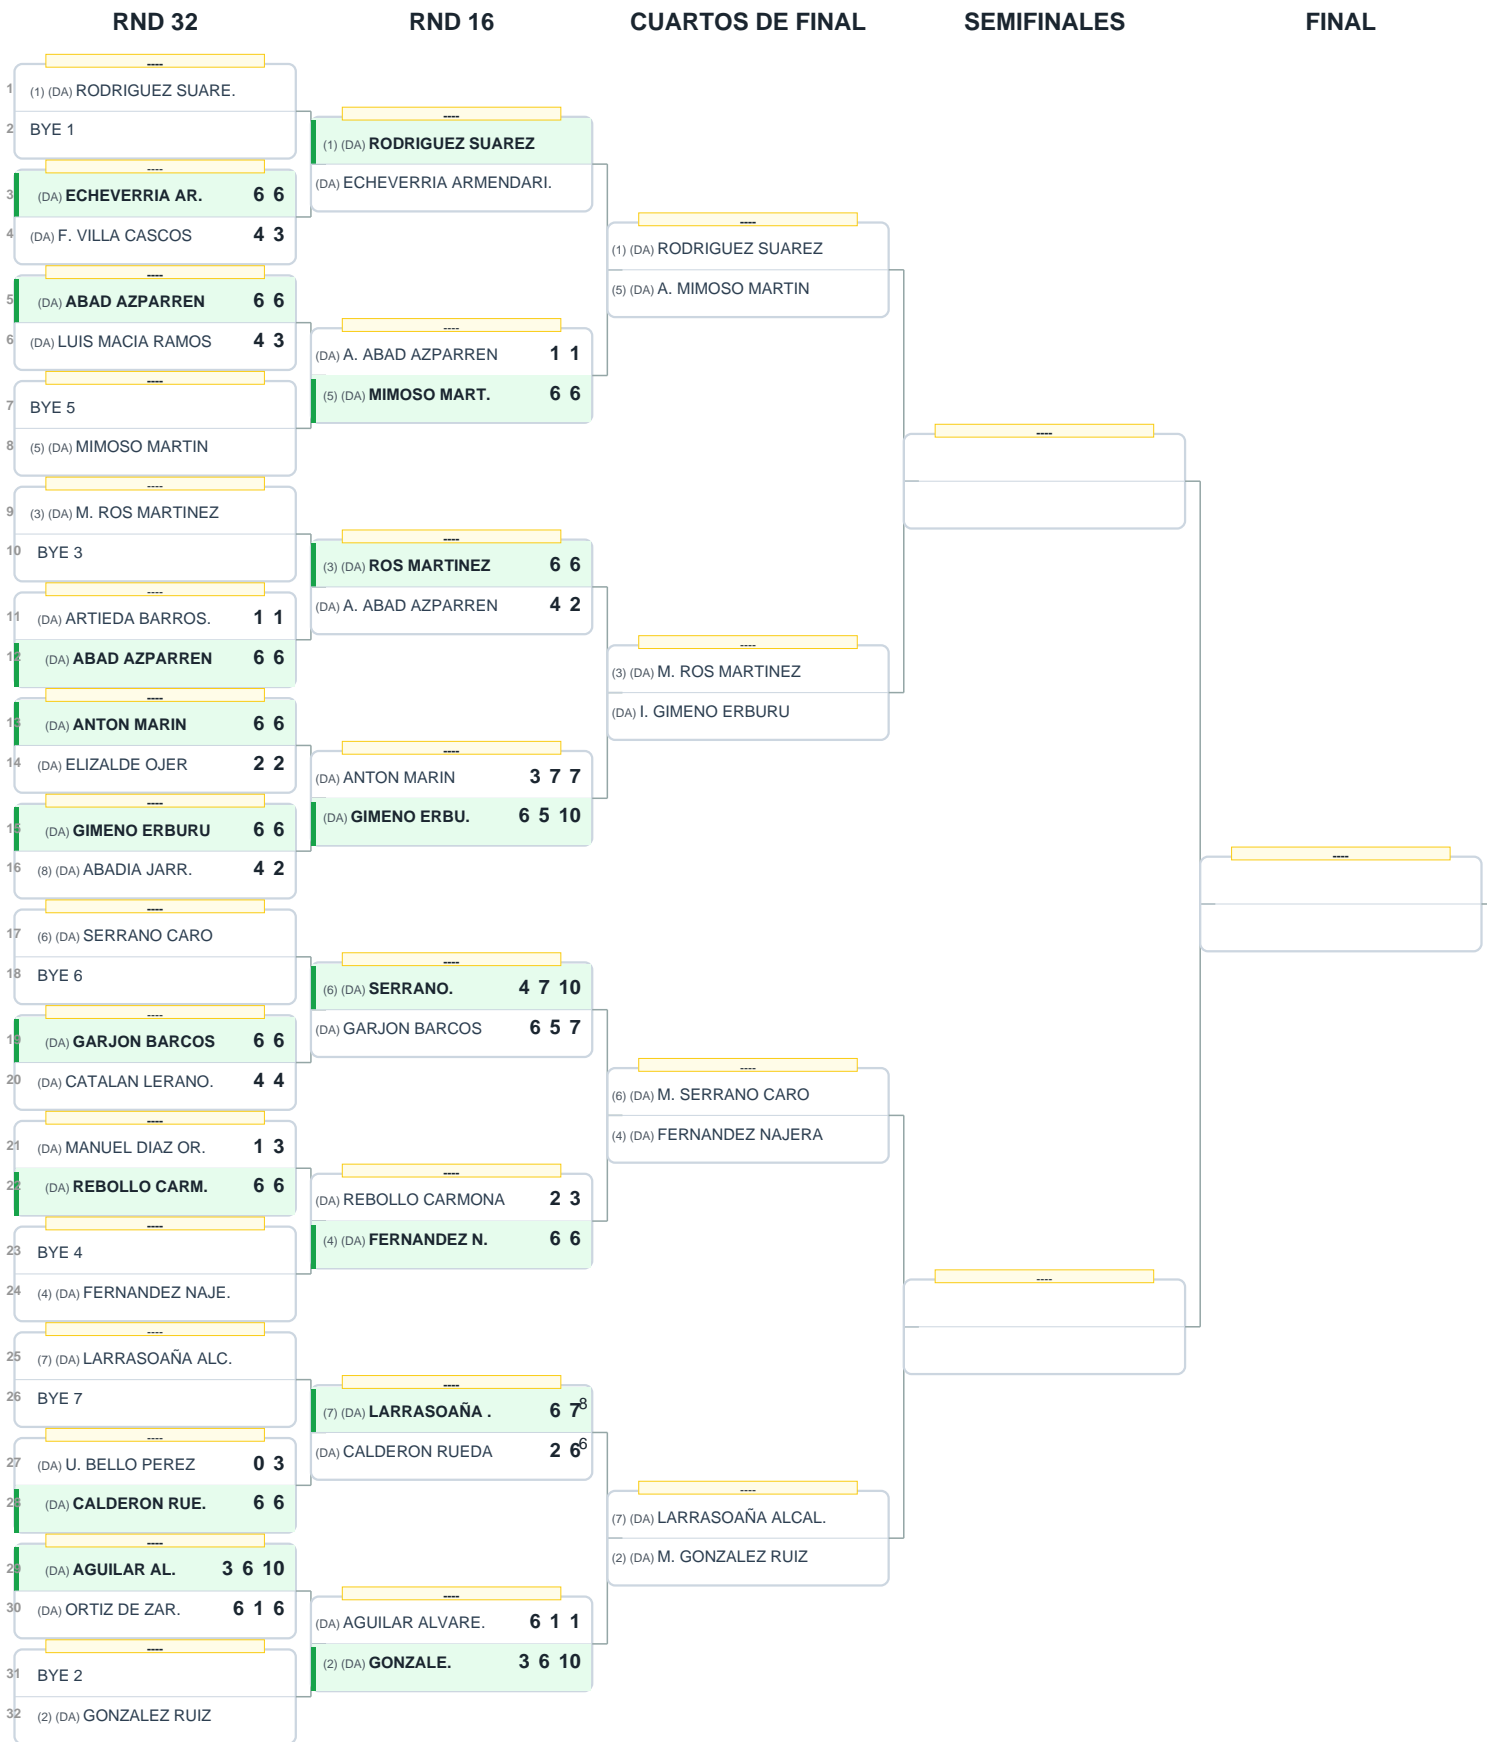 RND 32
RND 16
CUARTOS DE FINAL
SEMIFINALES
FINAL
----
1 (1) (DA) RODRIGUEZ SUARE.
2 BYE 1
----
3 (DA) ECHEVERRIA AR. 6 6
4 (DA) F. VILLA CASCOS 4 3
----
5 (DA) ABAD AZPARREN 6 6
6 (DA) LUIS MACIA RAMOS 4 3
----
7 BYE 5
8 (5) (DA) MIMOSO MARTIN
----
9 (3) (DA) M. ROS MARTINEZ
10 BYE 3
----
11 (DA) ARTIEDA BARROS. 1 1
12 (DA) ABAD AZPARREN 6 6
----
13 (DA) ANTON MARIN 6 6
14 (DA) ELIZALDE OJER 2 2
----
15 (DA) GIMENO ERBURU 6 6
16 (8) (DA) ABADIA JARR. 4 2
----
17 (6) (DA) SERRANO CARO
18 BYE 6
----
19 (DA) GARJON BARCOS 6 6
20 (DA) CATALAN LERANO. 4 4
----
21 (DA) MANUEL DIAZ OR. 1 3
22 (DA) REBOLLO CARM. 6 6
----
23 BYE 4
24 (4) (DA) FERNANDEZ NAJE.
----
25 (7) (DA) LARRASOAÑA ALC.
26 BYE 7
----
27 (DA) U. BELLO PEREZ 0 3
28 (DA) CALDERON RUE. 6 6
----
29 (DA) AGUILAR AL. 3 6 10
30 (DA) ORTIZ DE ZAR. 6 1 6
----
31 BYE 2
32 (2) (DA) GONZALEZ RUIZ
----
(1) (DA) RODRIGUEZ SUAREZ
(DA) ECHEVERRIA ARMENDARI.
----
(DA) A. ABAD AZPARREN 1 1
(5) (DA) MIMOSO MART. 6 6
----
(3) (DA) ROS MARTINEZ 6 6
(DA) A. ABAD AZPARREN 4 2
----
(DA) ANTON MARIN 3 7 7
(DA) GIMENO ERBU. 6 5 10
----
(6) (DA) SERRANO. 4 7 10
(DA) GARJON BARCOS 6 5 7
----
(DA) REBOLLO CARMONA 2 3
(4) (DA) FERNANDEZ N. 6 6
----
(7) (DA) LARRASOAÑA . 6 7 8
(DA) CALDERON RUEDA 2 6 6
----
(DA) AGUILAR ALVARE. 6 1 1
(2) (DA) GONZALE. 3 6 10
----
(1) (DA) RODRIGUEZ SUAREZ
(5) (DA) A. MIMOSO MARTIN
----
(3) (DA) M. ROS MARTINEZ
(DA) I. GIMENO ERBURU
----
(6) (DA) M. SERRANO CARO
(4) (DA) FERNANDEZ NAJERA
----
(7) (DA) LARRASOAÑA ALCAL.
(2) (DA) M. GONZALEZ RUIZ
----
----
----